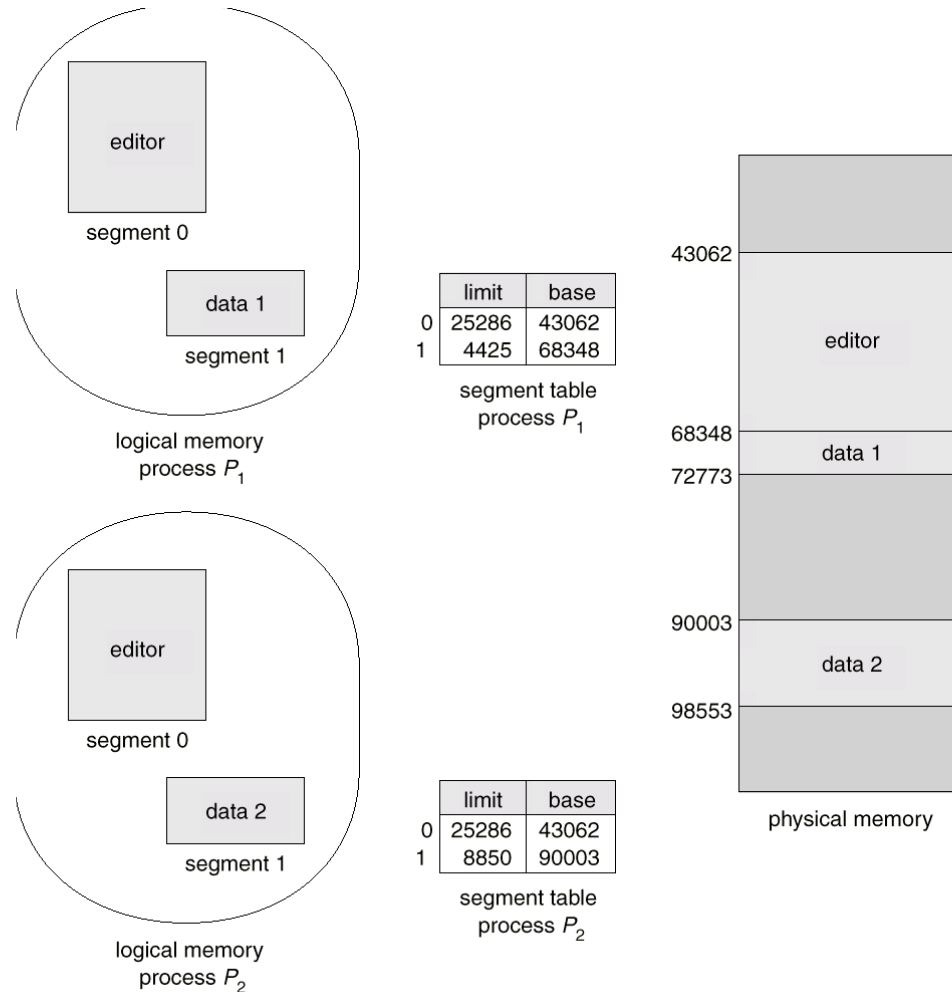 editor
segment 0
data 1
segment 1
logical memory
process P1
limit base
0 25286 43062
1 4425 68348
segment table
process P1
43062
editor
68348
data 1
72773
90003
data 2
98553
physical memory
editor
segment 0
data 2
segment 1
logical memory
process P2
limit base
0 25286 43062
1 8850 90003
segment table
process P2